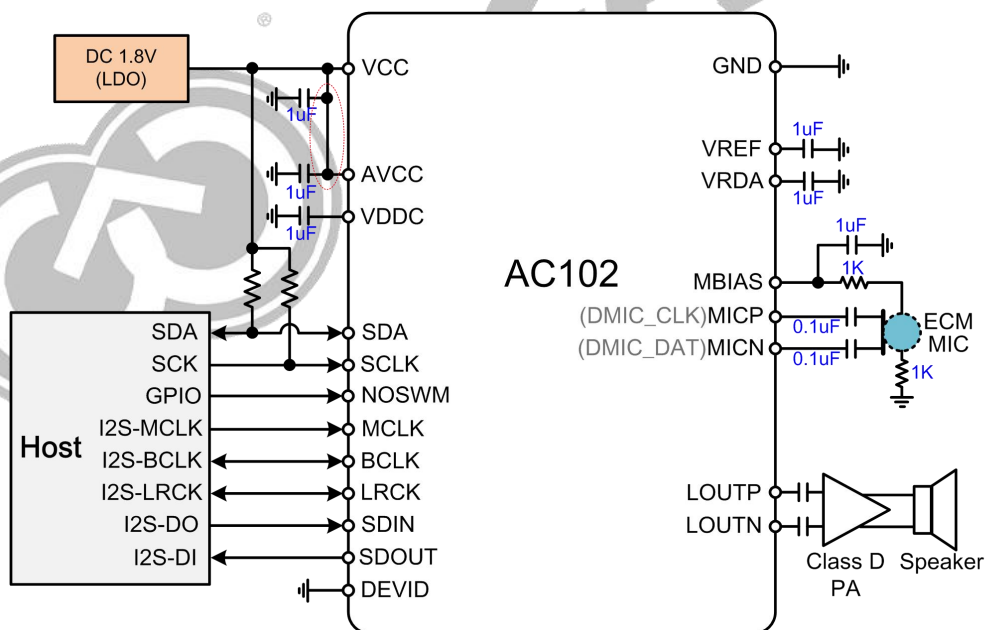 ®
DC 1.8V
(LDO)
VCC
1uF
AVCC
1uF
VDDC
1uF
AC102
GND
VREF
1uF
VRDA
1uF
1uF
MBIAS
1K
(DMIC_CLK)MICP
0.1uF
(DMIC_DAT)MICN
0.1uF
ECM
MIC
1K
Host
SDA
SCK
GPIO
I2S-MCLK
I2S-BCLK
I2S-LRCK
I2S-DO
I2S-DI
SDA
SCLK
NOSWM
MCLK
BCLK
LRCK
SDIN
SDOUT
DEVID
LOUTP
LOUTN
Class D
PA
Speaker